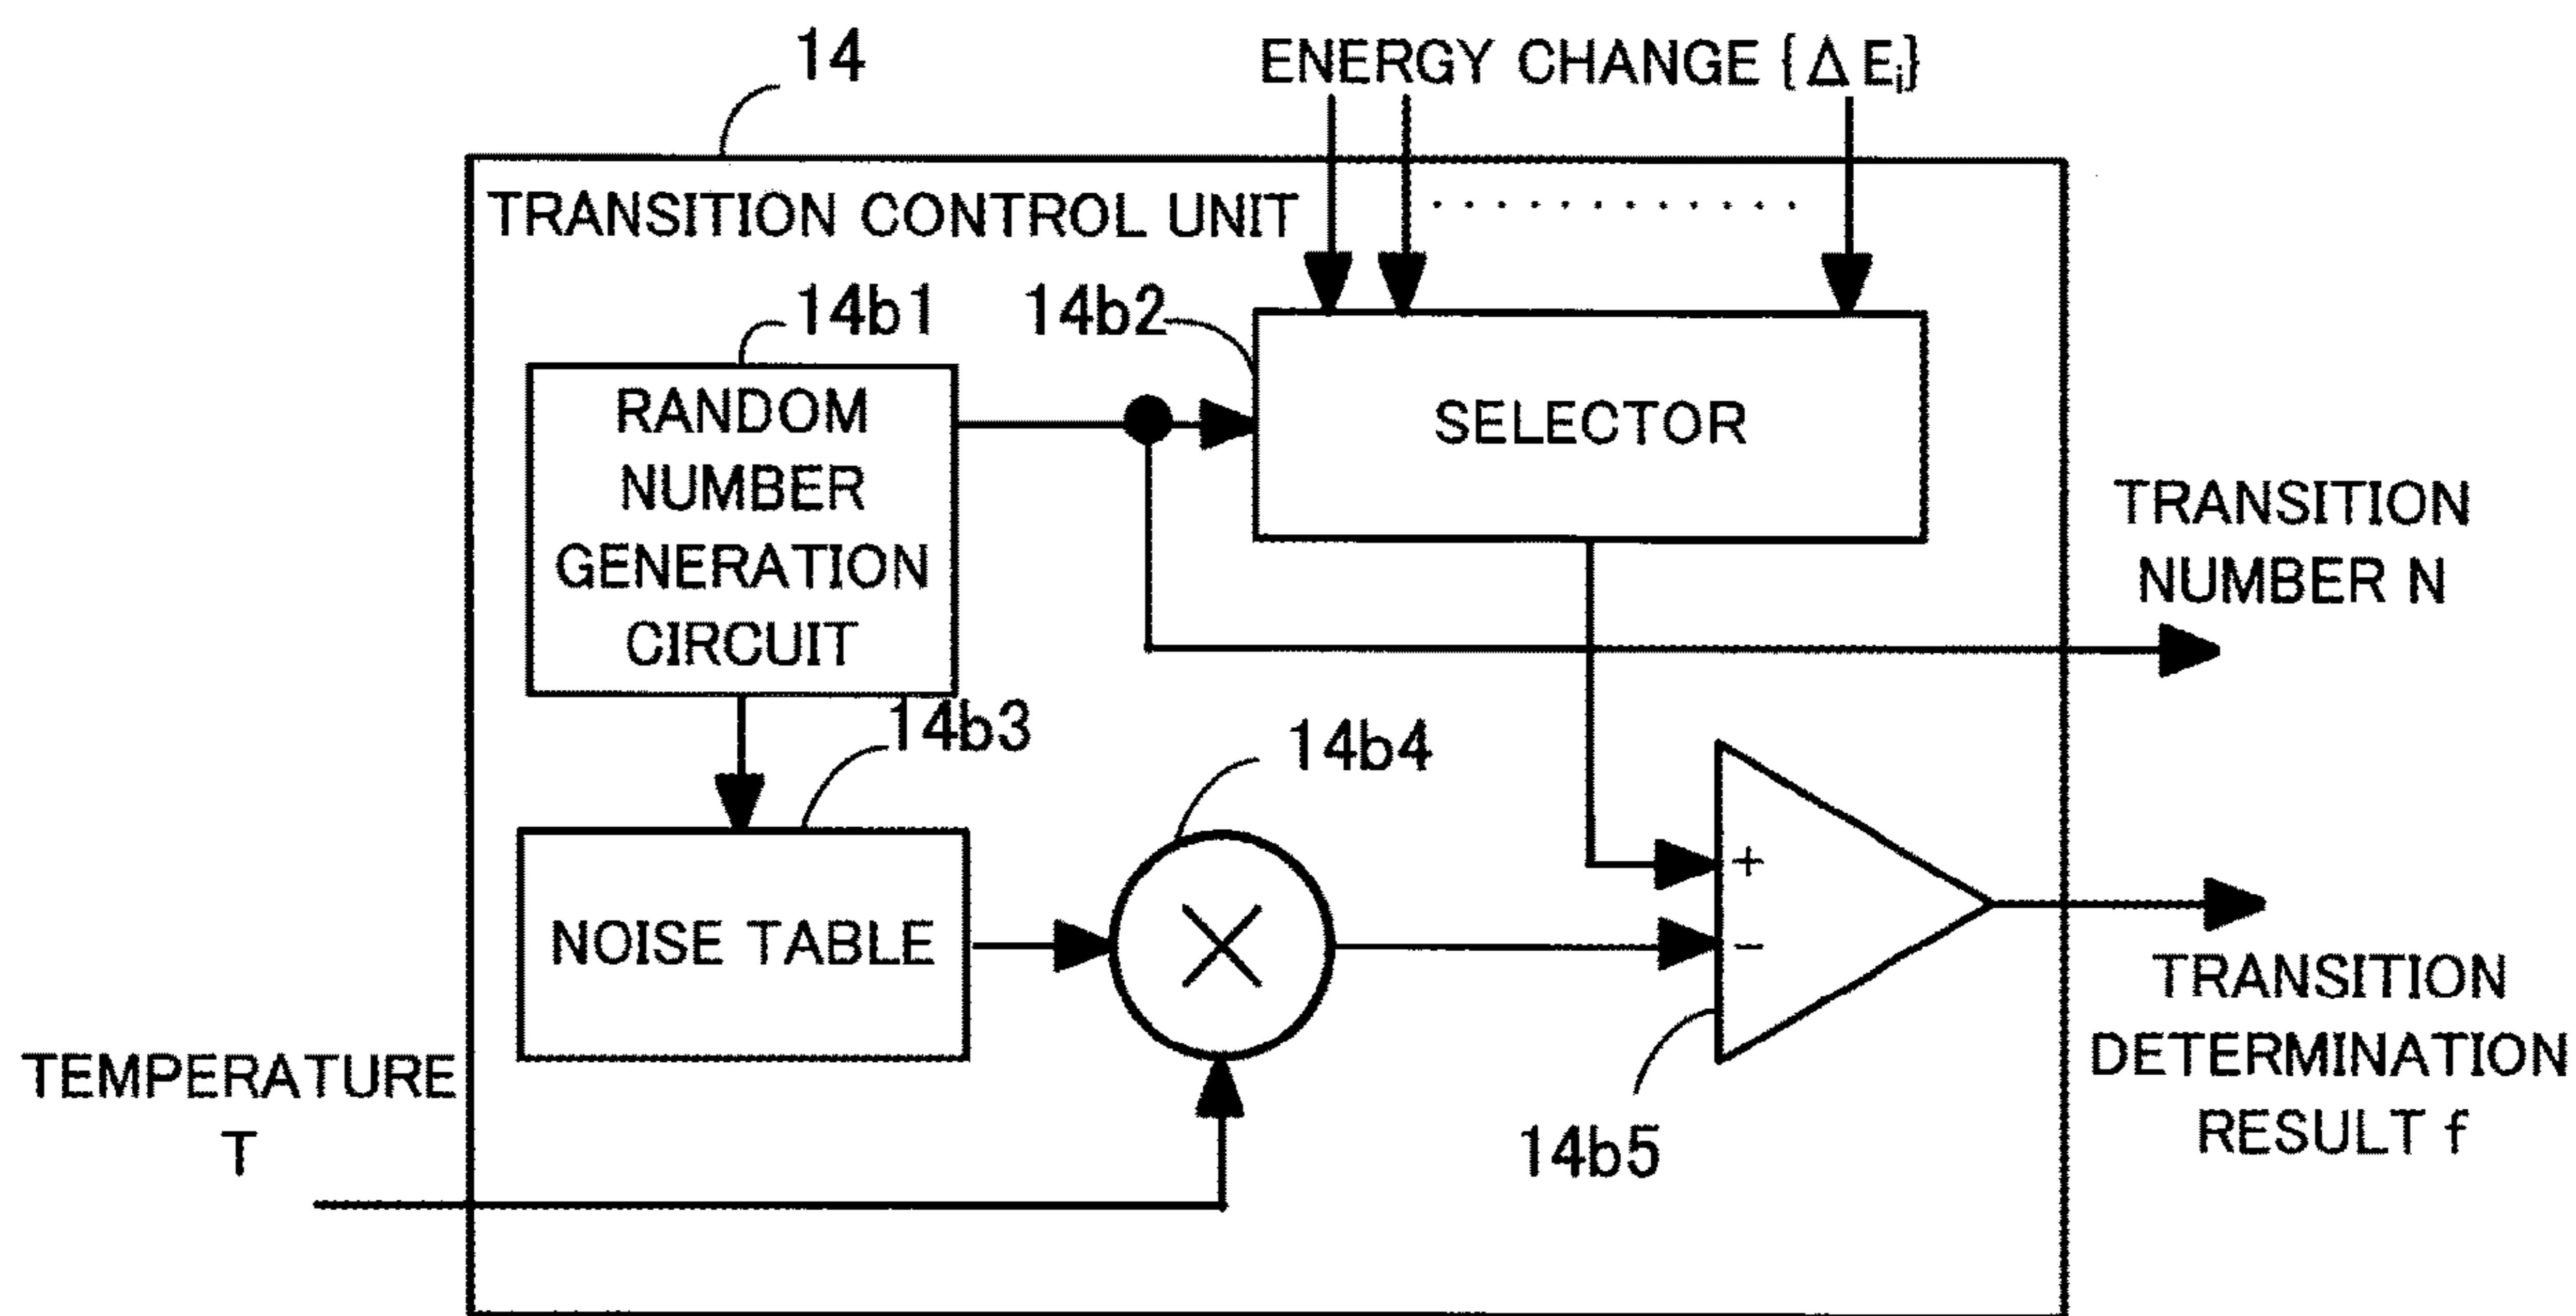 14
ENERGY CHANGE {Δ Ei}
TRANSITION CONTROL UNIT
14b1
14b2
RANDOM
NUMBER
GENERATION
CIRCUIT
SELECTOR
TRANSITION
NUMBER N
14b3
14b4
NOISE TABLE
×
+
−
TEMPERATURE
T
14b5
TRANSITION
DETERMINATION
RESULT f